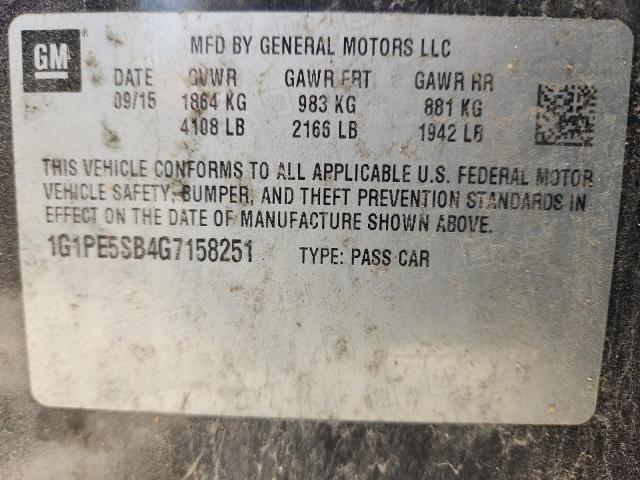 GM
MFD BY GENERAL MOTORS LLC
DATE GVWR GAWR FRT GAWR RR
09/15 1864 KG 983 KG 881 KG
4108 LB 2166 LB 1942 LB
THIS VEHICLE CONFORMS TO ALL APPLICABLE U.S. FEDERAL MOTOR
VEHICLE SAFETY, BUMPER, AND THEFT PREVENTION STANDARDS IN
EFFECT ON THE DATE OF MANUFACTURE SHOWN ABOVE.
1G1PE5SB4G7158251 TYPE: PASS CAR